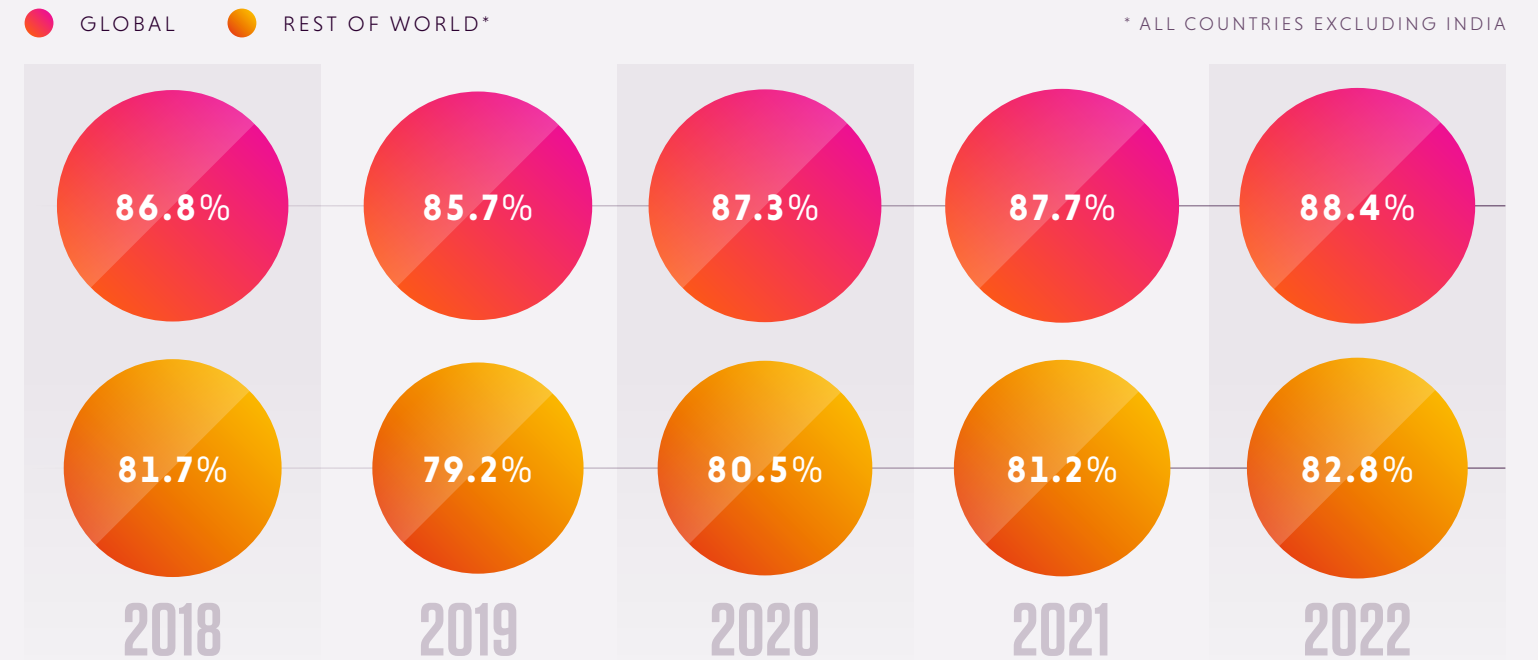 GLOBAL REST OF WORLD* * ALL COUNTRIES EXCLUDING INDIA
86.8% 85.7% 87.3% 87.7% 88.4%
81.7% 79.2% 80.5% 81.2% 82.8%
2018 2019 2020 2021 2022